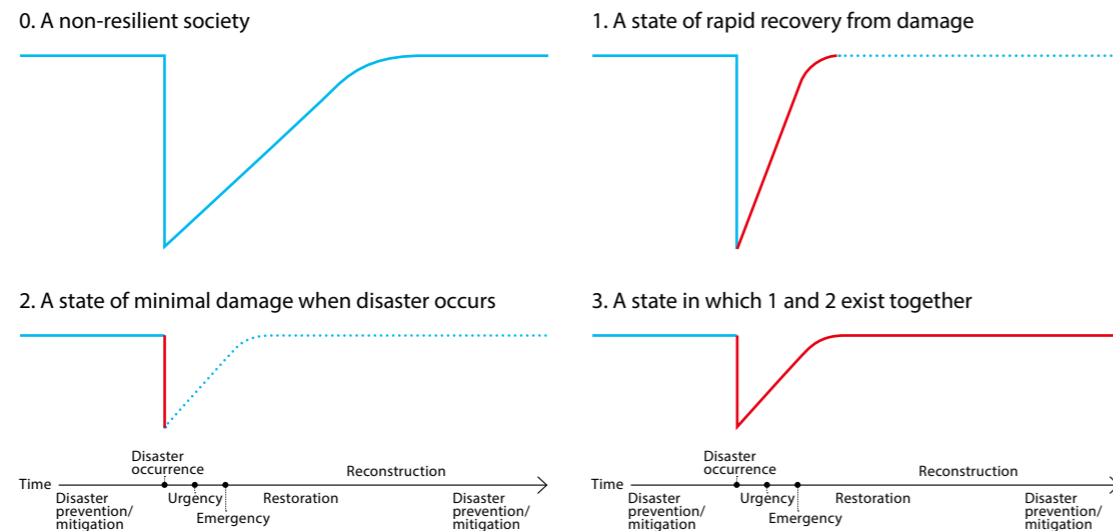 0. A non-resilient society
1. A state of rapid recovery from damage
2. A state of minimal damage when disaster occurs
3. A state in which 1 and 2 exist together
Disaster
occurrence
Reconstruction
Time
Disaster
prevention/
mitigation
Urgency
Emergency
Restoration
Disaster
prevention/
mitigation
Disaster
occurrence
Reconstruction
Time
Disaster
prevention/
mitigation
Urgency
Emergency
Restoration
Disaster
prevention/
mitigation